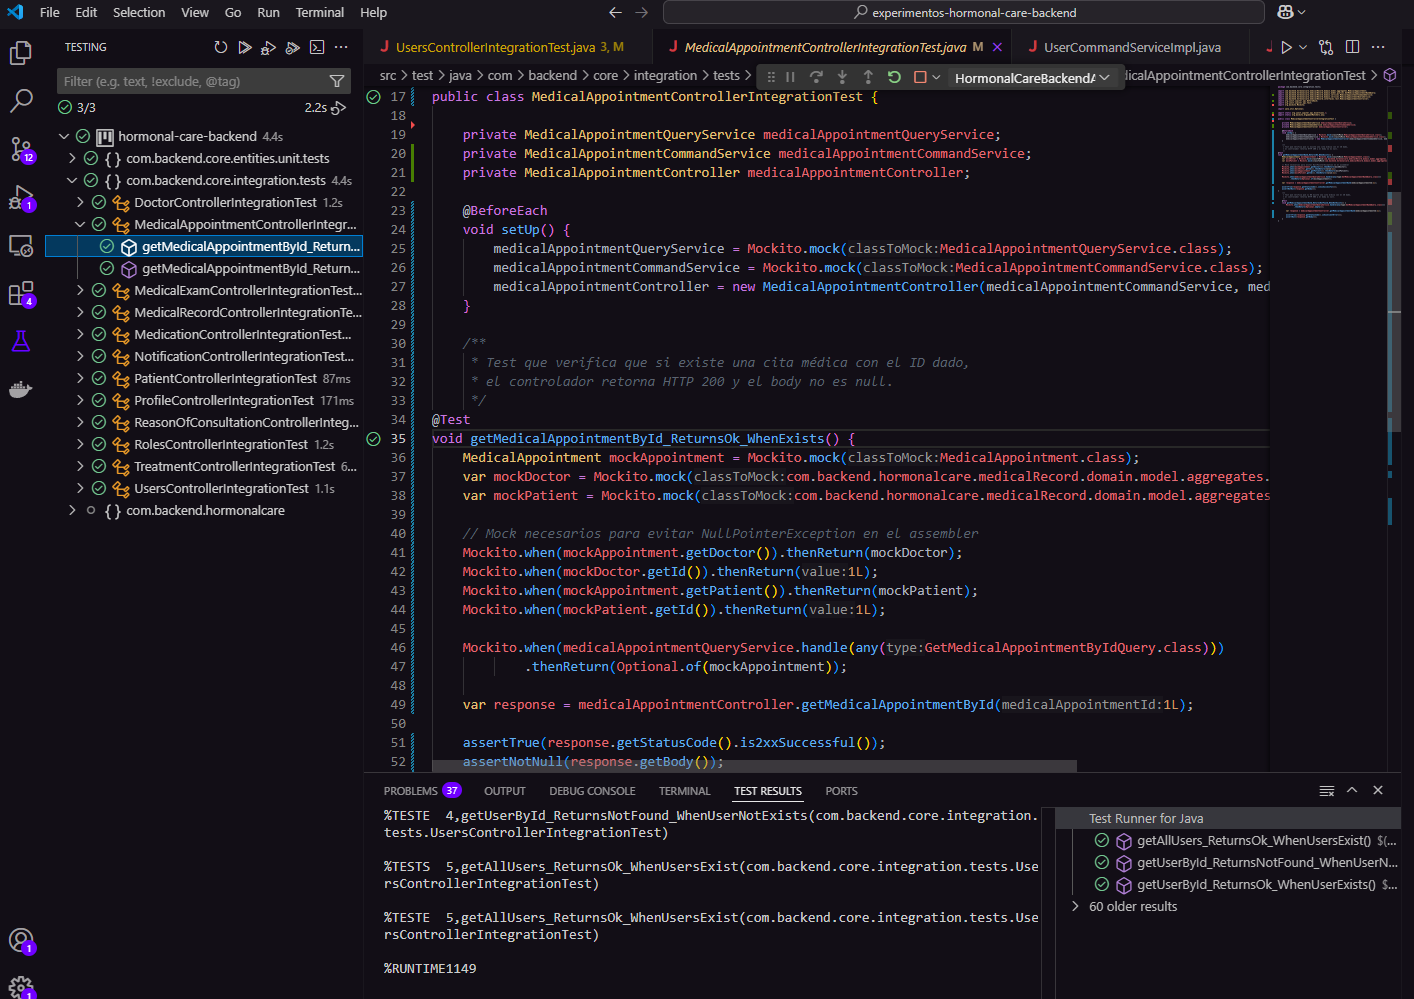 File Edit Selection View Go Run Terminal Help
experimentos-hormonal-care-backend
TESTING
UsersControllerIntegrationTest.java 3, M
MedicalAppointmentControllerIntegrationTest.java M
UserCommandServiceImpl.java
Filter (e.g. text, !exclude, @tag)
3/3
2.2s
hormonal-care-backend 4.4s
{} com.backend.core.entities.unit.tests
{} com.backend.core.integration.tests 4.4s
DoctorControllerIntegrationTest 1.2s
MedicalAppointmentControllerIntegr...
getMedicalAppointmentById_Return...
getMedicalAppointmentById_Return...
MedicalExamControllerIntegrationTest...
MedicalRecordControllerIntegrationTe...
MedicationControllerIntegrationTest...
NotificationControllerIntegrationTest...
PatientControllerIntegrationTest 87ms
ProfileControllerIntegrationTest 171ms
ReasonOfConsultationControllerInteg...
RolesControllerIntegrationTest 1.2s
TreatmentControllerIntegrationTest 6...
UsersControllerIntegrationTest 1.1s
{} com.backend.hormonalcare
12
1
4
1
1
src > test > java > com > backend > core > integration > tests >
HormonalCareBackendA
dicalAppointmentControllerIntegrationTest >
17 public class MedicalAppointmentControllerIntegrationTest {
18
19 private MedicalAppointmentQueryService medicalAppointmentQueryService;
20 private MedicalAppointmentCommandService medicalAppointmentCommandService;
21 private MedicalAppointmentController medicalAppointmentController;
22
23 @BeforeEach
24 void setUp() {
25 medicalAppointmentQueryService = Mockito.mock(classToMock:MedicalAppointmentQueryService.class);
26 medicalAppointmentCommandService = Mockito.mock(classToMock:MedicalAppointmentCommandService.class);
27 medicalAppointmentController = new MedicalAppointmentController(medicalAppointmentCommandService, med
28 }
29
30 /**
31 * Test que verifica que si existe una cita médica con el ID dado,
32 * el controlador retorna HTTP 200 y el body no es null.
33 */
34 @Test
35 void getMedicalAppointmentById_ReturnsOk_WhenExists() {
36 MedicalAppointment mockAppointment = Mockito.mock(classToMock:MedicalAppointment.class);
37 var mockDoctor = Mockito.mock(classToMock:com.backend.hormonalcare.medicalRecord.domain.model.aggregates.
38 var mockPatient = Mockito.mock(classToMock:com.backend.hormonalcare.medicalRecord.domain.model.aggregates
39
40 // Mock necesarios para evitar NullPointerException en el assembler
41 Mockito.when(mockAppointment.getDoctor()).thenReturn(mockDoctor);
42 Mockito.when(mockDoctor.getId()).thenReturn(value:1L);
43 Mockito.when(mockAppointment.getPatient()).thenReturn(mockPatient);
44 Mockito.when(mockPatient.getId()).thenReturn(value:1L);
45
46 Mockito.when(medicalAppointmentQueryService.handle(any(type:GetMedicalAppointmentByIdQuery.class)))
47 .thenReturn(Optional.of(mockAppointment));
48
49 var response = medicalAppointmentController.getMedicalAppointmentById(medicalAppointmentId:1L);
50
51 assertTrue(response.getStatusCode().is2xxSuccessful());
52 assertNotNull(response.getBody());
PROBLEMS 37 OUTPUT DEBUG CONSOLE TERMINAL TEST RESULTS PORTS
%TESTE 4,getUserById_ReturnsNotFound_WhenUserNotExists(com.backend.core.integration.
tests.UsersControllerIntegrationTest)
%TESTS 5,getAllUsers_ReturnsOk_WhenUsersExist(com.backend.core.integration.tests.Use
rsControllerIntegrationTest)
%TESTE 5,getAllUsers_ReturnsOk_WhenUsersExist(com.backend.core.integration.tests.Use
rsControllerIntegrationTest)
%RUNTIME1149
Test Runner for Java
getAllUsers_ReturnsOk_WhenUsersExist() $(...
getUserById_ReturnsNotFound_WhenUserN...
getUserById_ReturnsOk_WhenUserExists() $...
60 older results